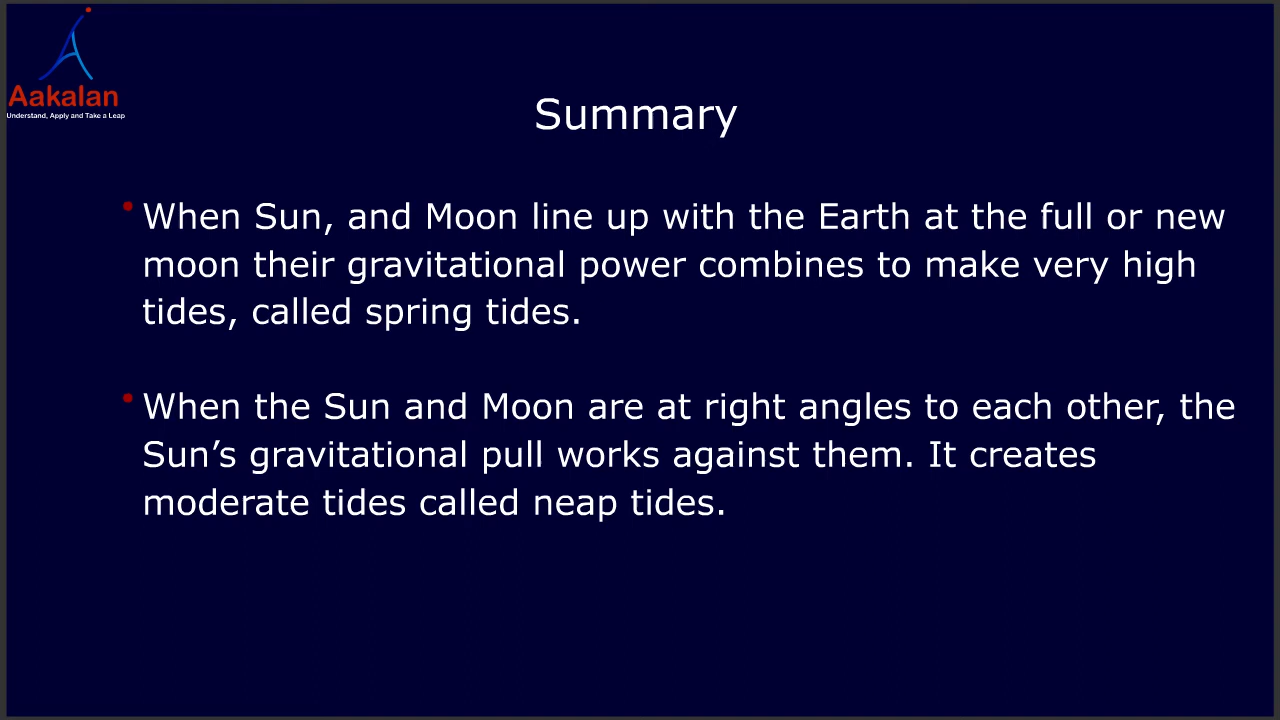 Aakalan
Understand, Apply and Take a Leap
Summary
When Sun, and Moon line up with the Earth at the full or new
moon their gravitational power combines to make very high
tides, called spring tides.
When the Sun and Moon are at right angles to each other, the
Sun’s gravitational pull works against them. It creates
moderate tides called neap tides.